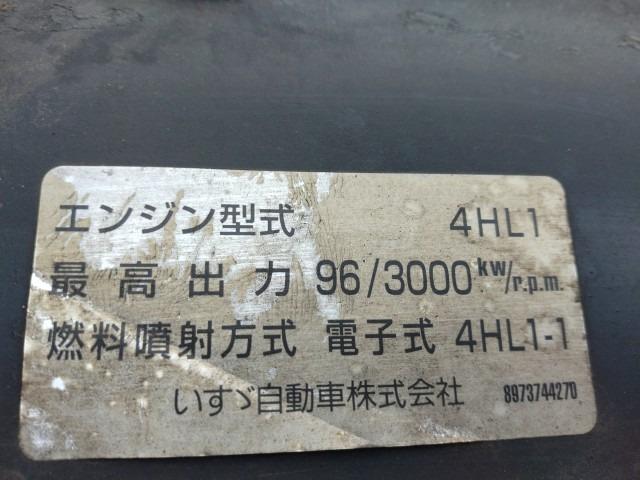 エンジン型式 4HL1
最高出力 96/3000 kw/r.p.m.
燃料噴射方式 電子式 4HL1-1
いすゞ自動車株式会社 8973744270